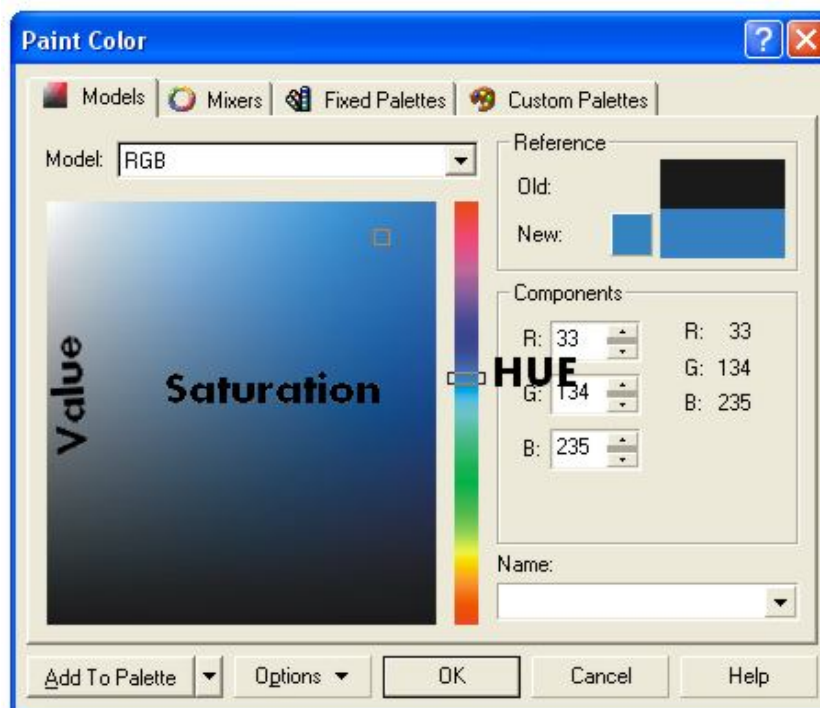 Paint Color
Models Mixers Fixed Palettes Custom Palettes
Model: RGB
Reference
Old:
New:
Value
Saturation
HUE
Components
R: 33 R: 33
G: 134 G: 134
B: 235 B: 235
Name:
Add To Palette Options OK Cancel Help